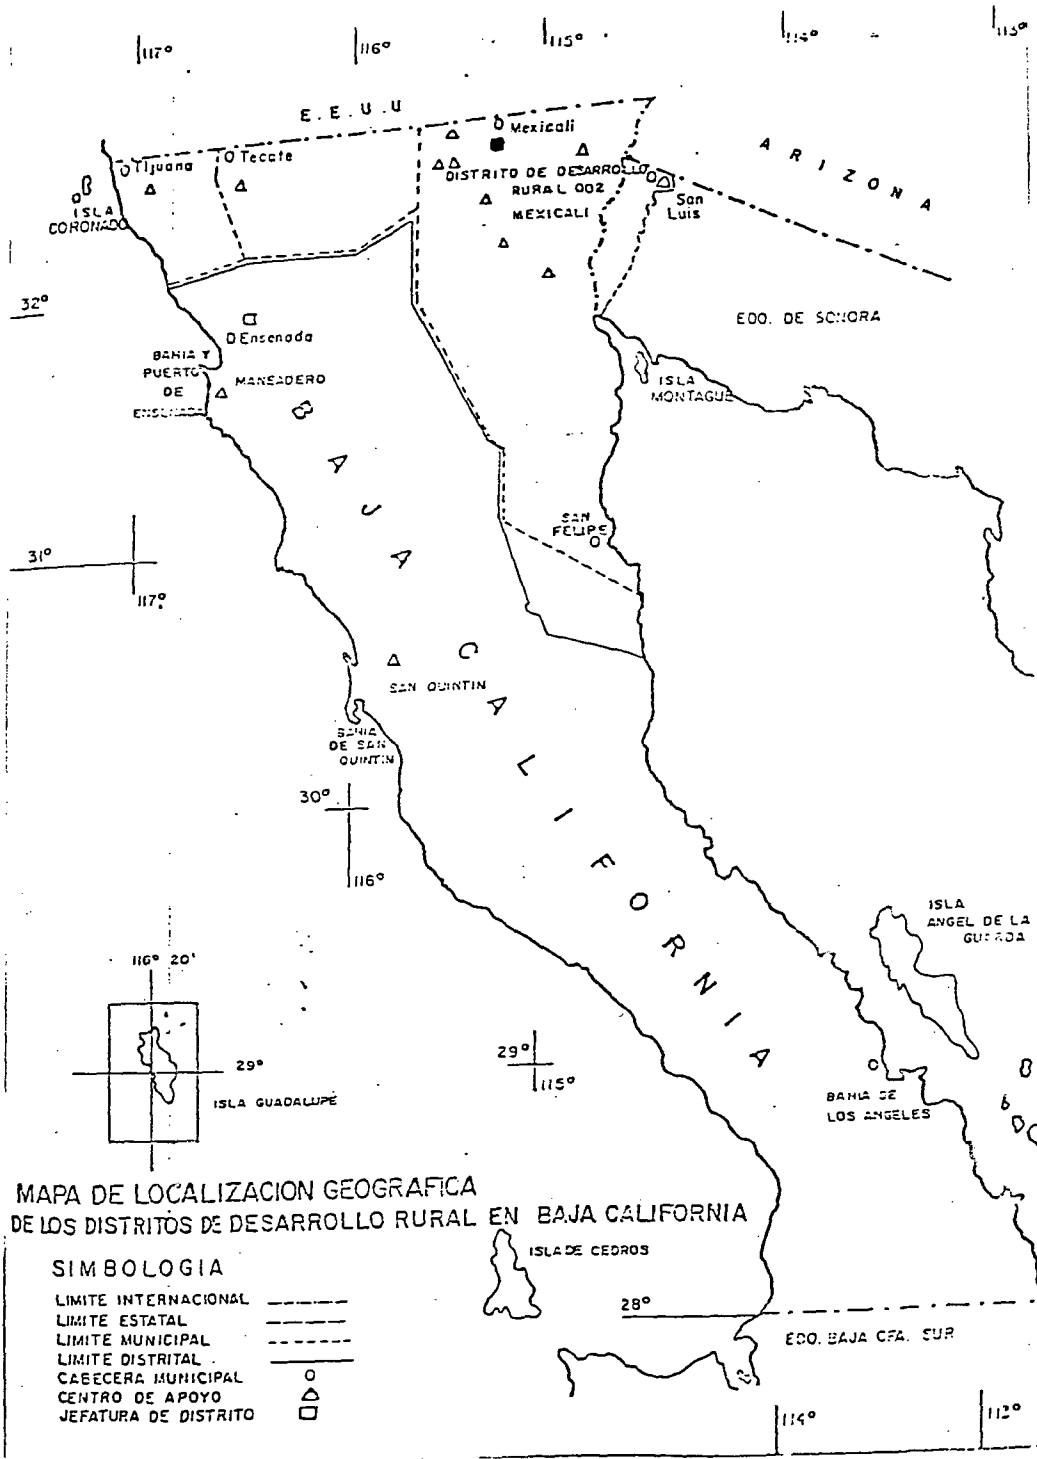 117°
116°
115°
114°
113°
E.E.U.U
Mexicali
ARIZONA
Tijuana
Tecate
DISTRITO DE DESARROLLO
RURAL 002
MEXICALI
San
Luis
ISLA
CORONADO
32°
EDO. DE SONORA
Ensenada
BAHIA Y
PUERTO
DE
ENSENADA
MANEADERO
ISLA
MONTAGUE
BAJA CALIFORNIA
SAN
FELIPE
31°
117°
SAN QUINTIN
BAHIA
DE SAN
QUINTIN
30°
116°
ISLA
ANGEL DE LA
GUARDA
116° 20'
29°
ISLA GUADALUPE
29°
115°
BAHIA DE
LOS ANGELES
MAPA DE LOCALIZACION GEOGRAFICA
DE LOS DISTRITOS DE DESARROLLO RURAL EN BAJA CALIFORNIA
ISLA DE CEDROS
SIMBOLOGIA
LIMITE INTERNACIONAL
LIMITE ESTATAL
LIMITE MUNICIPAL
LIMITE DISTRITAL
CABECERA MUNICIPAL
CENTRO DE APOYO
JEFATURA DE DISTRITO
28°
EDO. BAJA CFA. SUR
114°
113°